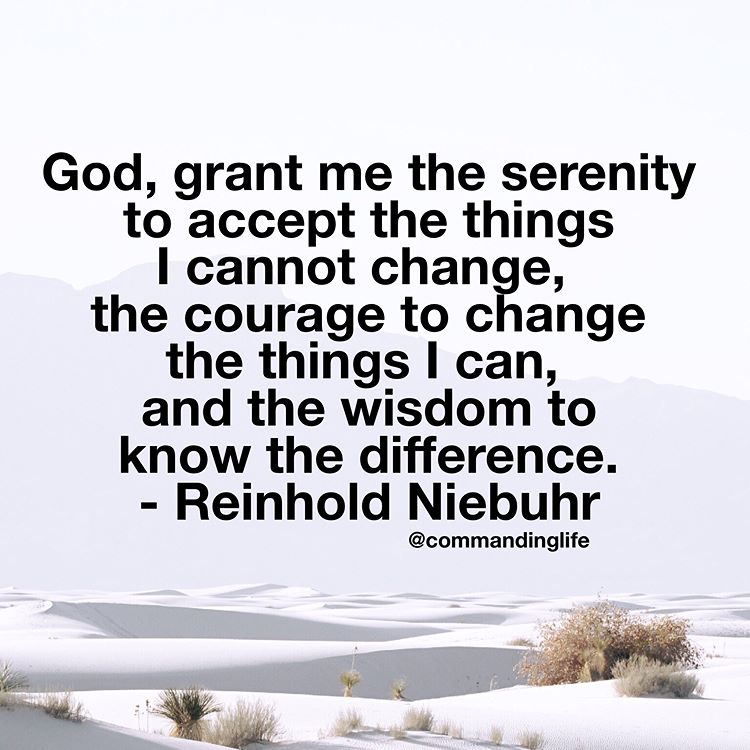 God, grant me the serenity
to accept the things
I cannot change,
the courage to change
the things I can,
and the wisdom to
know the difference.
- Reinhold Niebuhr
@commandinglife